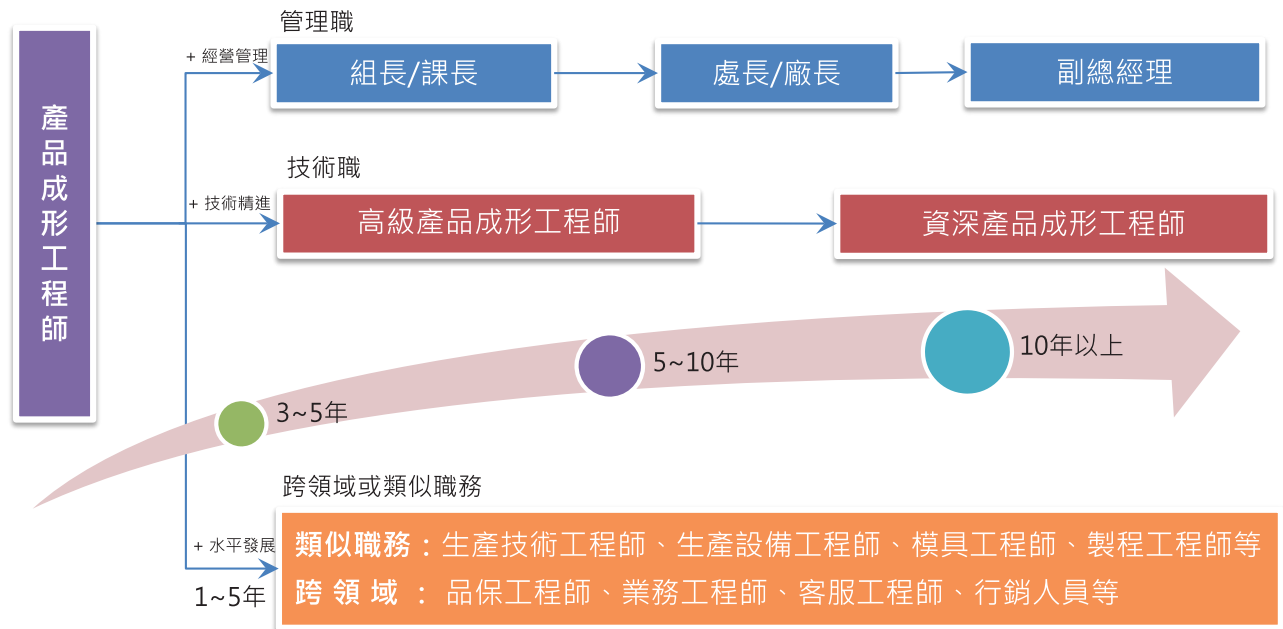 產品成形工程師
管理職
+ 經營管理
組長/課長
處長/廠長
副總經理
技術職
+ 技術精進
高級產品成形工程師
資深產品成形工程師
3~5年
5~10年
10年以上
跨領域或類似職務
+ 水平發展
1~5年
類似職務：生產技術工程師、生產設備工程師、模具工程師、製程工程師等
跨 領 域 ： 品保工程師、業務工程師、客服工程師、行銷人員等